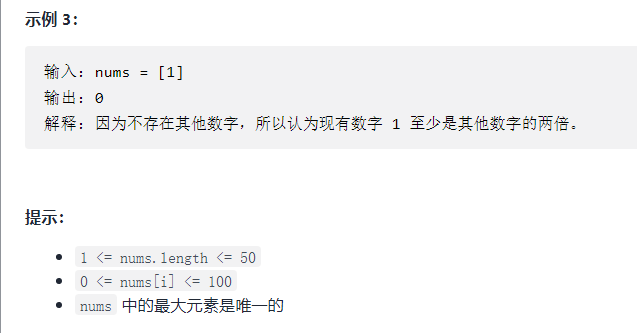 示例 3：
输入：nums = [1]
输出：0
解释：因为不存在其他数字，所以认为现有数字 1 至少是其他数字的两倍。
提示：
1 <= nums.length <= 50
0 <= nums[i] <= 100
nums 中的最大元素是唯一的